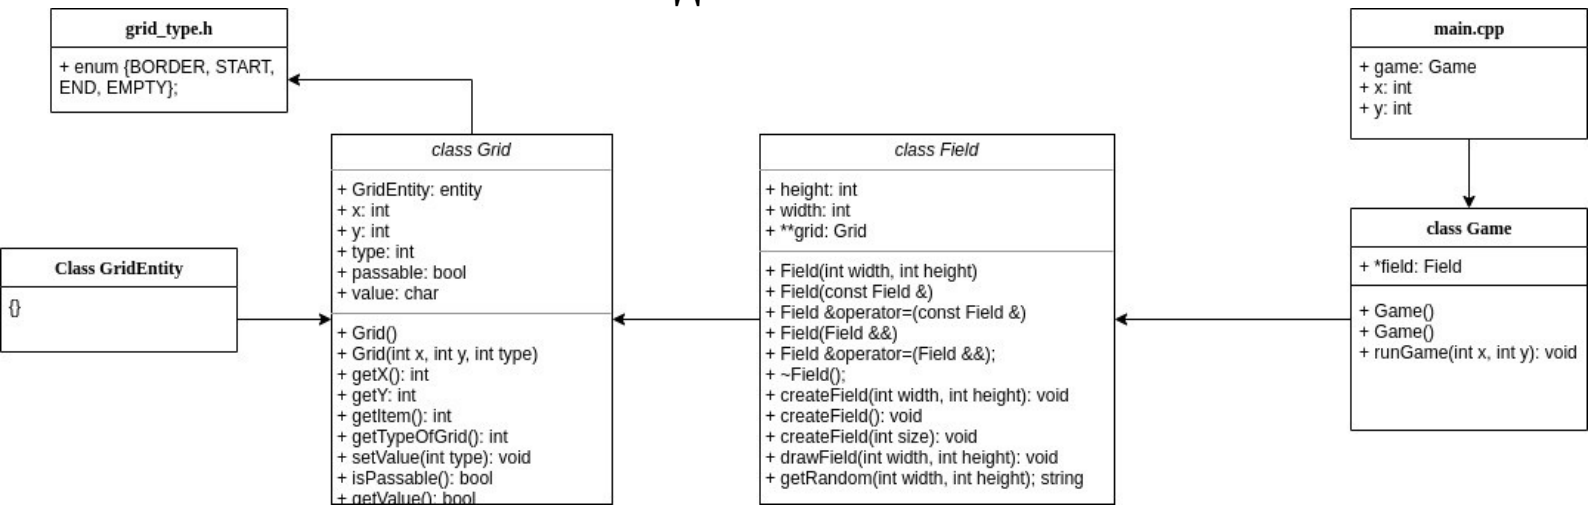 grid_type.h
+ enum {BORDER, START,
END, EMPTY};
Class GridEntity
{}
class Grid
+ GridEntity: entity
+ x: int
+ y: int
+ type: int
+ passable: bool
+ value: char
+ Grid()
+ Grid(int x, int y, int type)
+ getX(): int
+ getY: int
+ getItem(): int
+ getTypeOfGrid(): int
+ setValue(int type): void
+ isPassable(): bool
+ getValue(): bool
class Field
+ height: int
+ width: int
+ **grid: Grid
+ Field(int width, int height)
+ Field(const Field &)
+ Field &operator=(const Field &)
+ Field(Field &&)
+ Field &operator=(Field &&);
+ ~Field();
+ createField(int width, int height): void
+ createField(): void
+ createField(int size): void
+ drawField(int width, int height): void
+ getRandom(int width, int height); string
main.cpp
+ game: Game
+ x: int
+ y: int
class Game
+ *field: Field
+ Game()
+ Game()
+ runGame(int x, int y): void